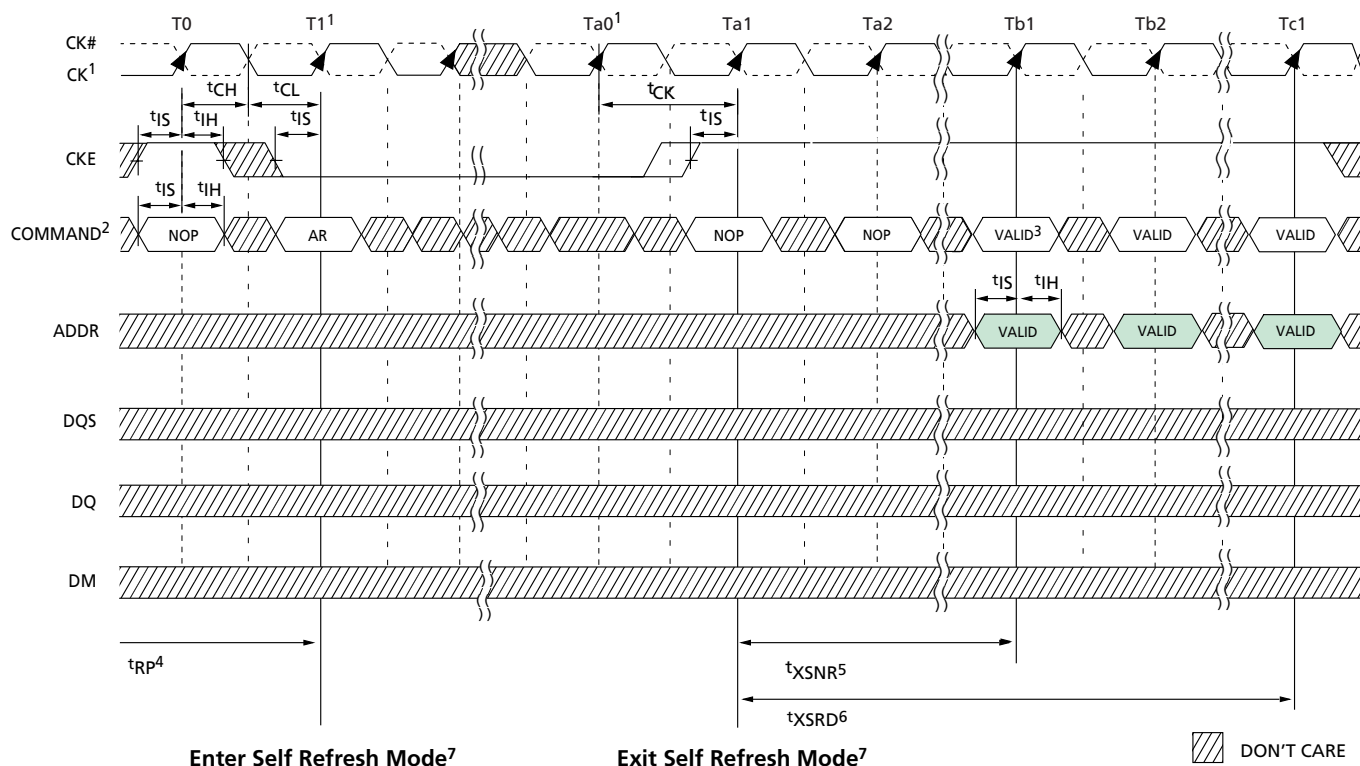 T0 T1¹ Ta0¹ Ta1 Ta2 Tb1 Tb2 Tc1
CK#
CK¹
tCH tCL tCK
tIS tIH tIS tIS
CKE
tIS tIH
COMMAND² NOP AR NOP NOP VALID³ VALID VALID
tIS tIH
ADDR VALID VALID VALID
DQS
DQ
DM
tRP⁴ tXSNR⁵
tXSRD⁶
Enter Self Refresh Mode⁷ Exit Self Refresh Mode⁷ DON'T CARE